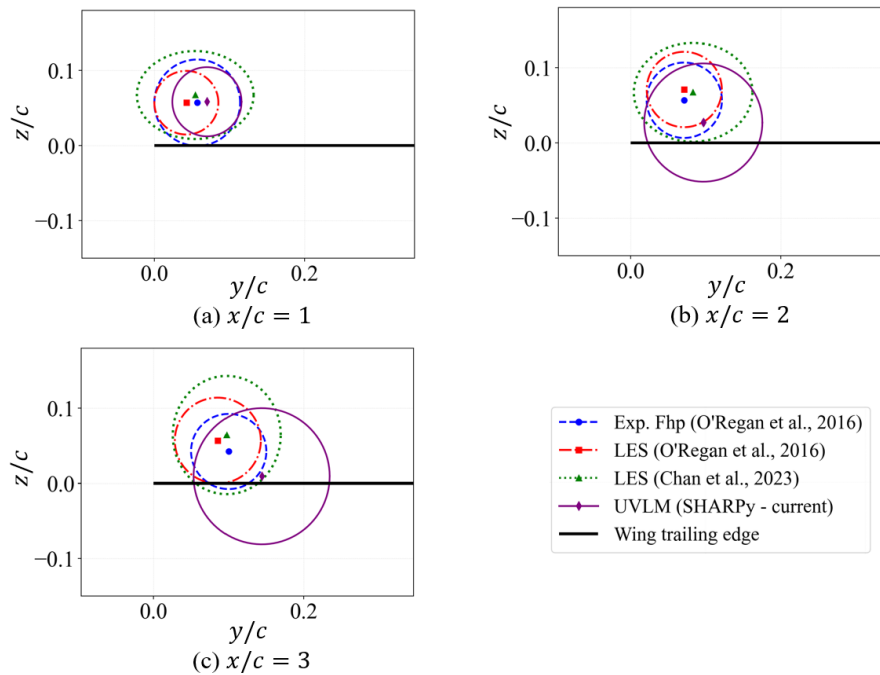 0.1
0.0
−0.1
z/c
0.0
0.2
y/c
(a) x/c = 1
0.1
0.0
−0.1
z/c
0.0
0.2
y/c
(b) x/c = 2
0.1
0.0
−0.1
z/c
0.0
0.2
y/c
(c) x/c = 3
Exp. Fhp (O'Regan et al., 2016)
LES (O'Regan et al., 2016)
LES (Chan et al., 2023)
UVLM (SHARPy - current)
Wing trailing edge